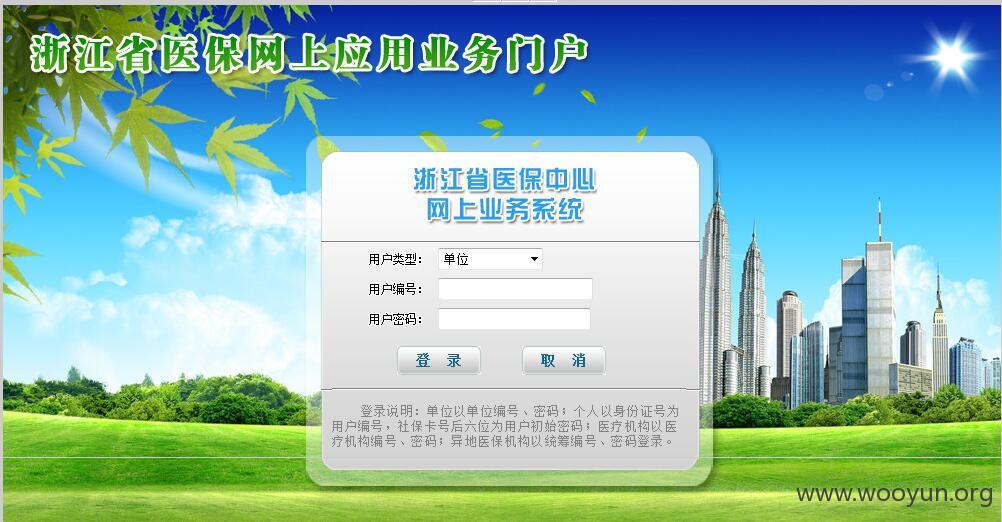 浙江省医保网上应用业务门户
浙江省医保中心
网上业务系统
用户类型： 单位
用户编号：
用户密码：
登 录 取 消
登录说明：单位以单位编号、密码；个人以身份证号为
用户编号，社保卡号后六位为用户初始密码；医疗机构以医
疗机构编号、密码；异地医保机构以统筹编号、密码登录。
www.wooyun.org